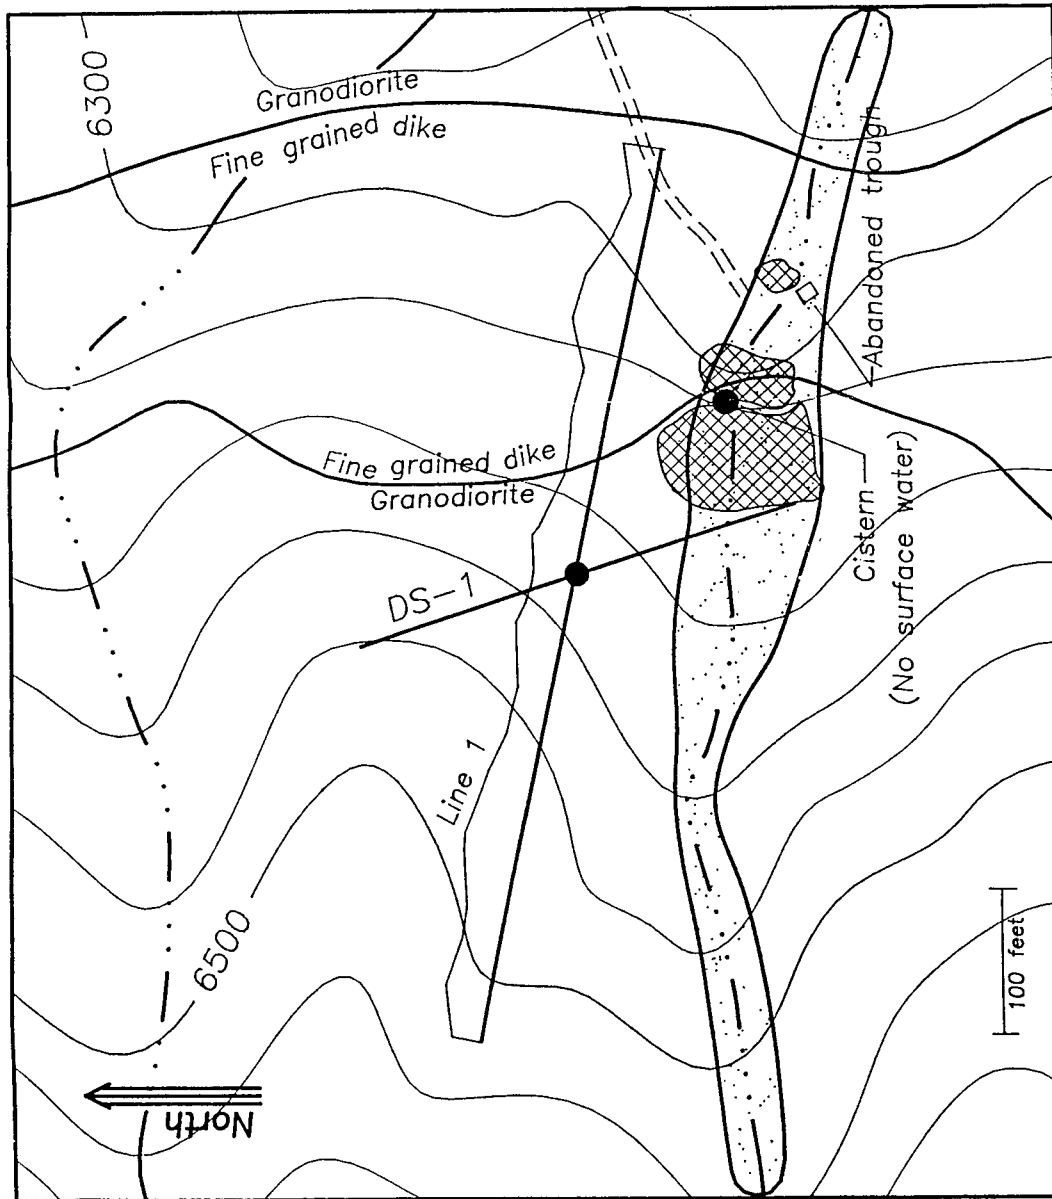 6300
Granodiorite
Fine grained dike
Abandoned trough
Fine grained dike
Granodiorite
Cistern
(No surface water)
DS-1
Line 1
6500
100 feet
North